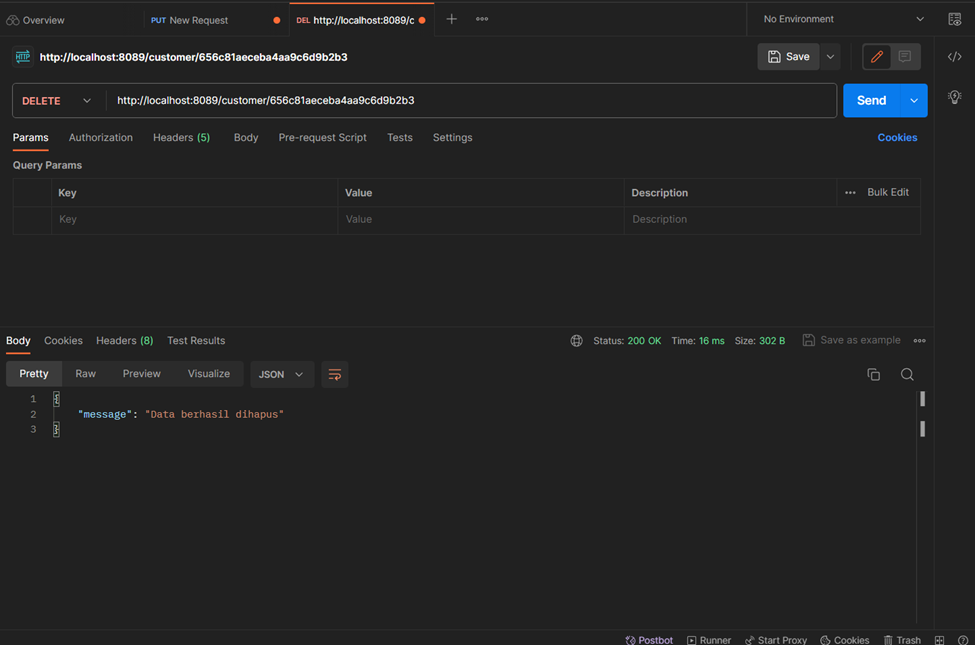 Overview PUT New Request DEL http://localhost:8089/c No Environment
HTTP http://localhost:8089/customer/656c81aeceba4aa9c6d9b2b3 Save
DELETE http://localhost:8089/customer/656c81aeceba4aa9c6d9b2b3 Send
Params Authorization Headers (5) Body Pre-request Script Tests Settings Cookies
Query Params
Key Value Description Bulk Edit
Key Value Description
Body Cookies Headers (8) Test Results Status: 200 OK Time: 16 ms Size: 302 B Save as example
Pretty Raw Preview Visualize JSON
1 {
2 "message": "Data berhasil dihapus"
3 }
Postbot Runner Start Proxy Cookies Trash